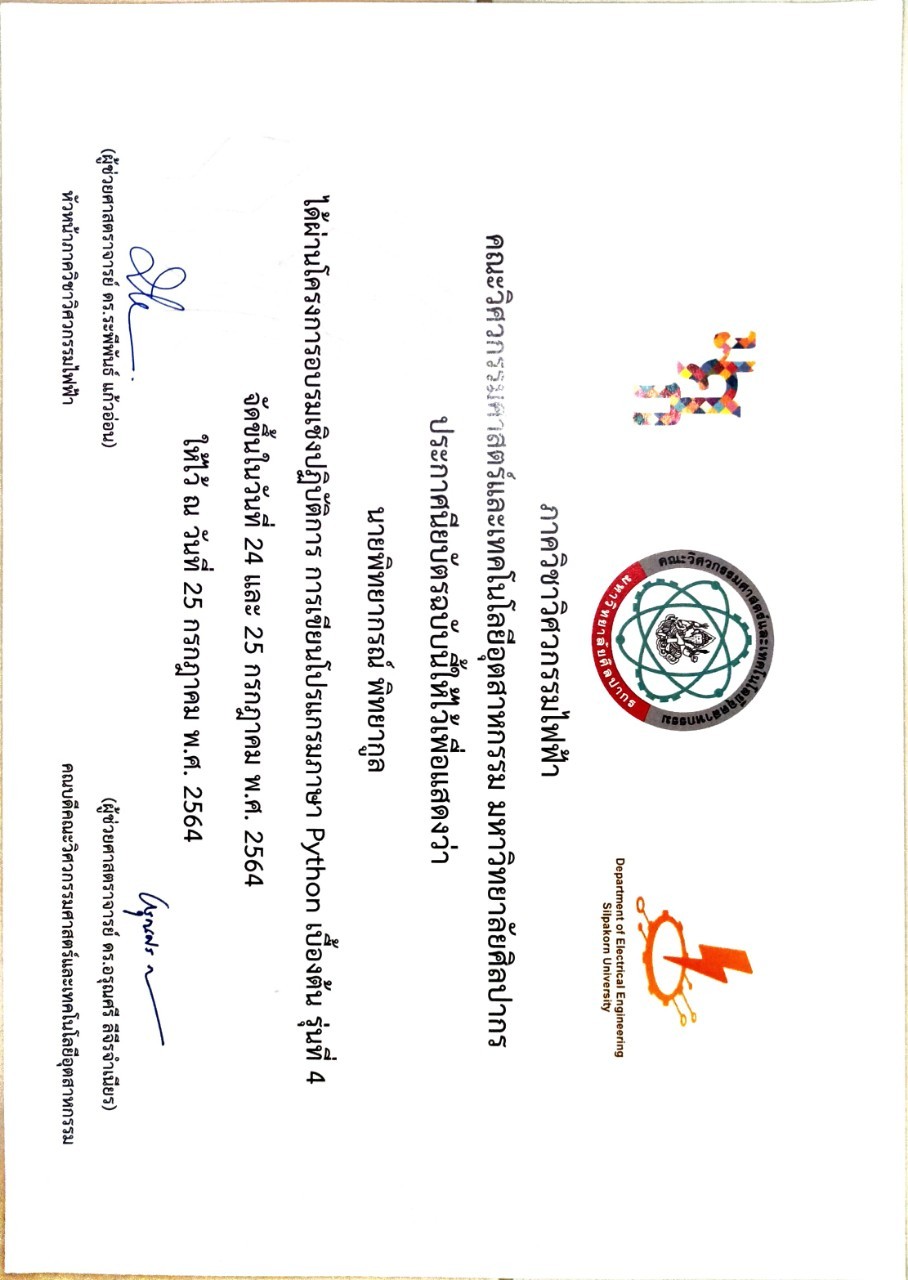 มศก
คณะวิศวกรรมศาสตร์และเทคโนโลยีอุตสาหกรรม
มหาวิทยาลัยศิลปากร
Department of Electrical Engineering
Silpakorn University
ภาควิชาวิศวกรรมไฟฟ้า
คณะวิศวกรรมศาสตร์และเทคโนโลยีอุตสาหกรรม มหาวิทยาลัยศิลปากร
ประกาศนียบัตรฉบับนี้ให้ไว้เพื่อแสดงว่า
นายพิทยากรณ์ พิทยากูล
ได้ผ่านโครงการอบรมเชิงปฏิบัติการ การเขียนโปรแกรมภาษา Python เบื้องต้น รุ่นที่ 4
จัดขึ้นในวันที่ 24 และ 25 กรกฎาคม พ.ศ. 2564
ให้ไว้ ณ วันที่ 25 กรกฎาคม พ.ศ. 2564
(ผู้ช่วยศาสตราจารย์ ดร.ระพีพันธ์ แก้วอ่อน)
หัวหน้าภาควิชาวิศวกรรมไฟฟ้า
(ผู้ช่วยศาสตราจารย์ ดร.อรุณศรี ลีจีรจำเนียร)
คณบดีคณะวิศวกรรมศาสตร์และเทคโนโลยีอุตสาหกรรม